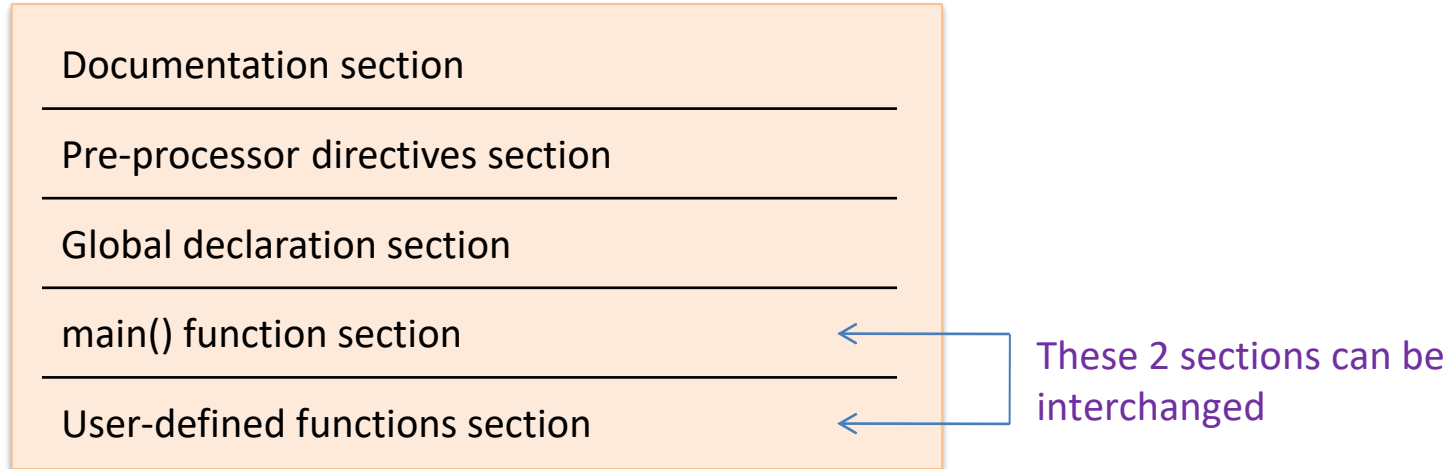 Documentation section
Pre-processor directives section
Global declaration section
main() function section
User-defined functions section
These 2 sections can be
interchanged